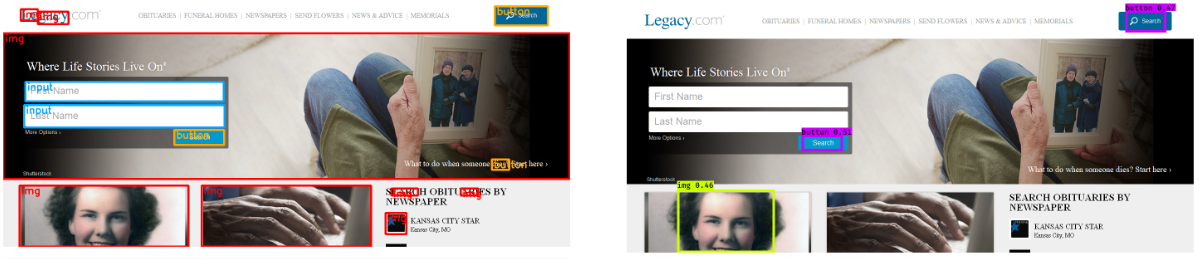 img
img
Legacy.com
OBITUARIES | FUNERAL HOMES | NEWSPAPERS | SEND FLOWERS | NEWS & ADVICE | MEMORIALS
button
Search
img
Where Life Stories Live On®
input
First Name
input
Last Name
More Options ›
button
Search
What to do when someone
button
Start here ›
Shutterstock
img
img
img
img
SEARCH OBITUARIES BY
NEWSPAPER
img
KANSAS CITY STAR
Kansas City, MO
Legacy.com
OBITUARIES | FUNERAL HOMES | NEWSPAPERS | SEND FLOWERS | NEWS & ADVICE | MEMORIALS
button 0.47
Search
Where Life Stories Live On®
First Name
Last Name
More Options ›
button 0.51
Search
What to do when someone dies? Start here ›
Shutterstock
img 0.46
SEARCH OBITUARIES BY
NEWSPAPER
KANSAS CITY STAR
Kansas City, MO